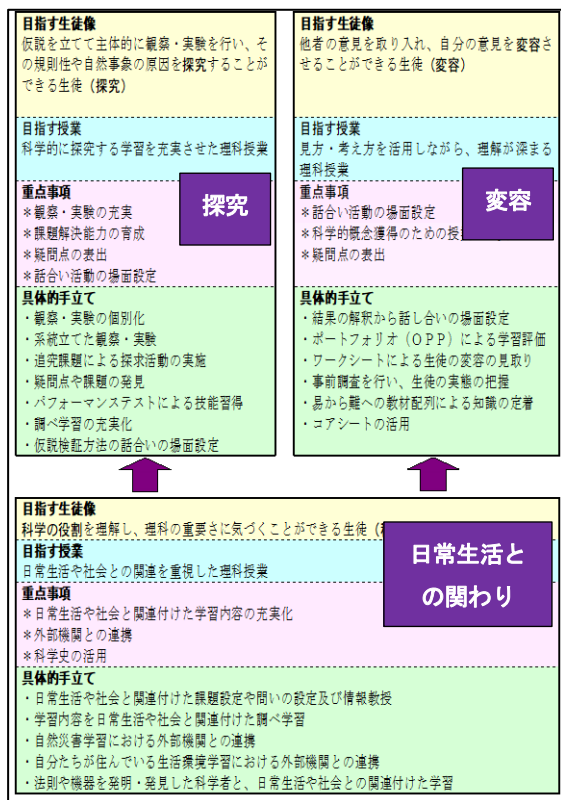 目指す生徒像
仮説を立てて主体的に観察・実験を行い、そ
の規則性や自然事象の原因を探究することが
できる生徒(探究)
目指す授業
科学的に探究する学習を充実させた理科授業
重点事項
*観察・実験の充実
*課題解決能力の育成
*疑問点の表出
*話合い活動の場面設定
探究
具体的手立て
・観察・実験の個別化
・系統立てた観察・実験
・追究課題による探求活動の実施
・疑問点や課題の発見
・パフォーマンステストによる技能習得
・調べ学習の充実化
・仮説検証方法の話合いの場面設定
目指す生徒像
他者の意見を取り入れ、自分の意見を変容さ
せることができる生徒(変容)
目指す授業
見方・考え方を活用しながら、理解が深まる
理科授業
重点事項
*話合い活動の場面設定
*科学的概念獲得のための授
*疑問点の表出
変容
具体的手立て
・結果の解釈から話し合いの場面設定
・ポートフォリオ(OPP)による学習評価
・ワークシートによる生徒の変容の見取り
・事前調査を行い、生徒の実態の把握
・易から難への教材配列による知識の定着
・コアシートの活用
目指す生徒像
科学の役割を理解し、理科の重要さに気づくことができる生徒(
目指す授業
日常生活や社会との関連を重視した理科授業
重点事項
*日常生活や社会と関連付けた学習内容の充実化
*外部機関との連携
*科学史の活用
日常生活と
の関わり
具体的手立て
・日常生活や社会と関連付けた課題設定や問いの設定及び情報教授
・学習内容を日常生活や社会と関連付けた調べ学習
・自然災害学習における外部機関との連携
・自分たちが住んでいる生活環境学習における外部機関との連携
・法則や機器を発明・発見した科学者と、日常生活や社会との関連付けた学習